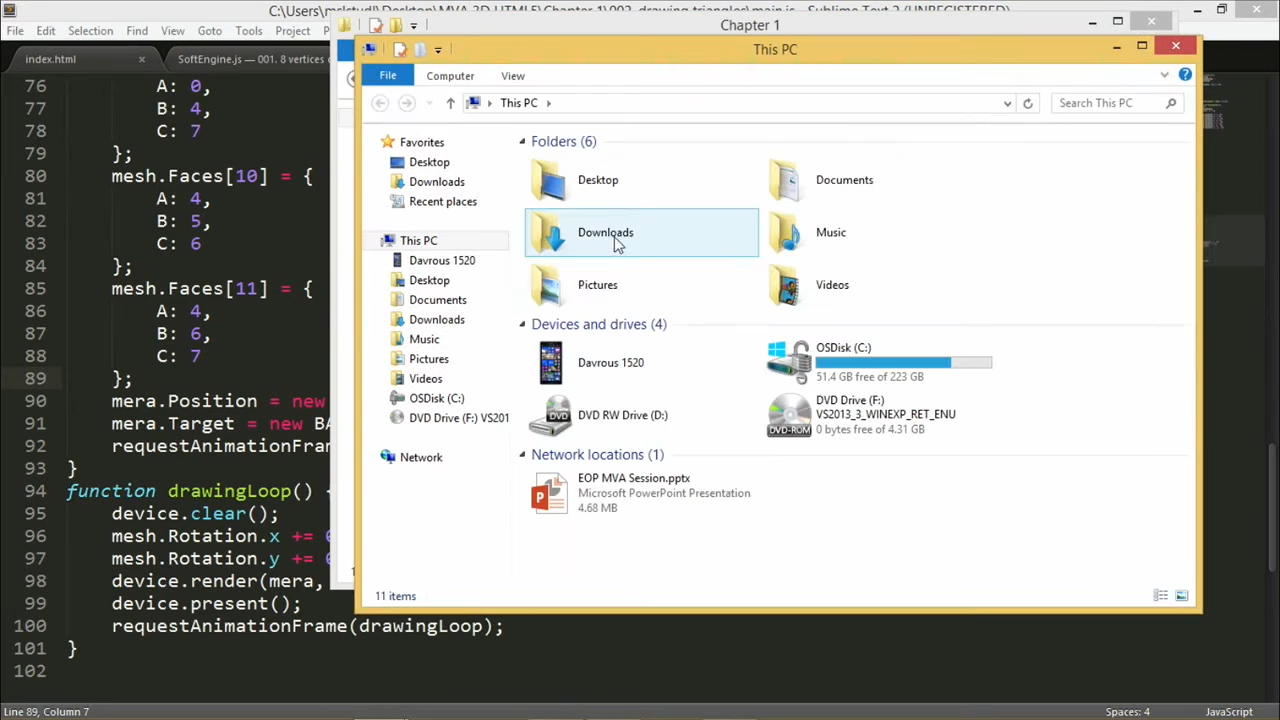 C:\Users\mslstudi\Desktop\MVA 3D HTML5\Chapter 1\002. drawing triangles\main.js - Sublime Text 2 (UNREGISTERED)
File Edit Selection Find View Goto Tools Project
index.html
SoftEngine.js — 001. 8 vertices
Chapter 1
This PC
File Computer View
This PC
Search This PC
Favorites
Desktop
Downloads
Recent places
This PC
Davrous 1520
Desktop
Documents
Downloads
Music
Pictures
Videos
OSDisk (C:)
DVD Drive (F:) VS201
Network
Folders (6)
Desktop
Documents
Downloads
Music
Pictures
Videos
Devices and drives (4)
Davrous 1520
OSDisk (C:)
51.4 GB free of 223 GB
DVD RW Drive (D:)
DVD Drive (F:)
VS2013_3_WINEXP_RET_ENU
0 bytes free of 4.31 GB
Network locations (1)
EOP MVA Session.pptx
Microsoft PowerPoint Presentation
4.68 MB
11 items
76 A: 0,
77 B: 4,
78 C: 7
79 };
80 mesh.Faces[10] = {
81 A: 4,
82 B: 5,
83 C: 6
84 };
85 mesh.Faces[11] = {
86 A: 4,
87 B: 6,
88 C: 7
89 };
90 mera.Position = new
91 mera.Target = new BA
92 requestAnimationFra
93 }
94 function drawingLoop() {
95 device.clear();
96 mesh.Rotation.x += 0
97 mesh.Rotation.y += 0
98 device.render(mera,
99 device.present();
100 requestAnimationFrame(drawingLoop);
101 }
102
Line 89, Column 7
Spaces: 4
JavaScript